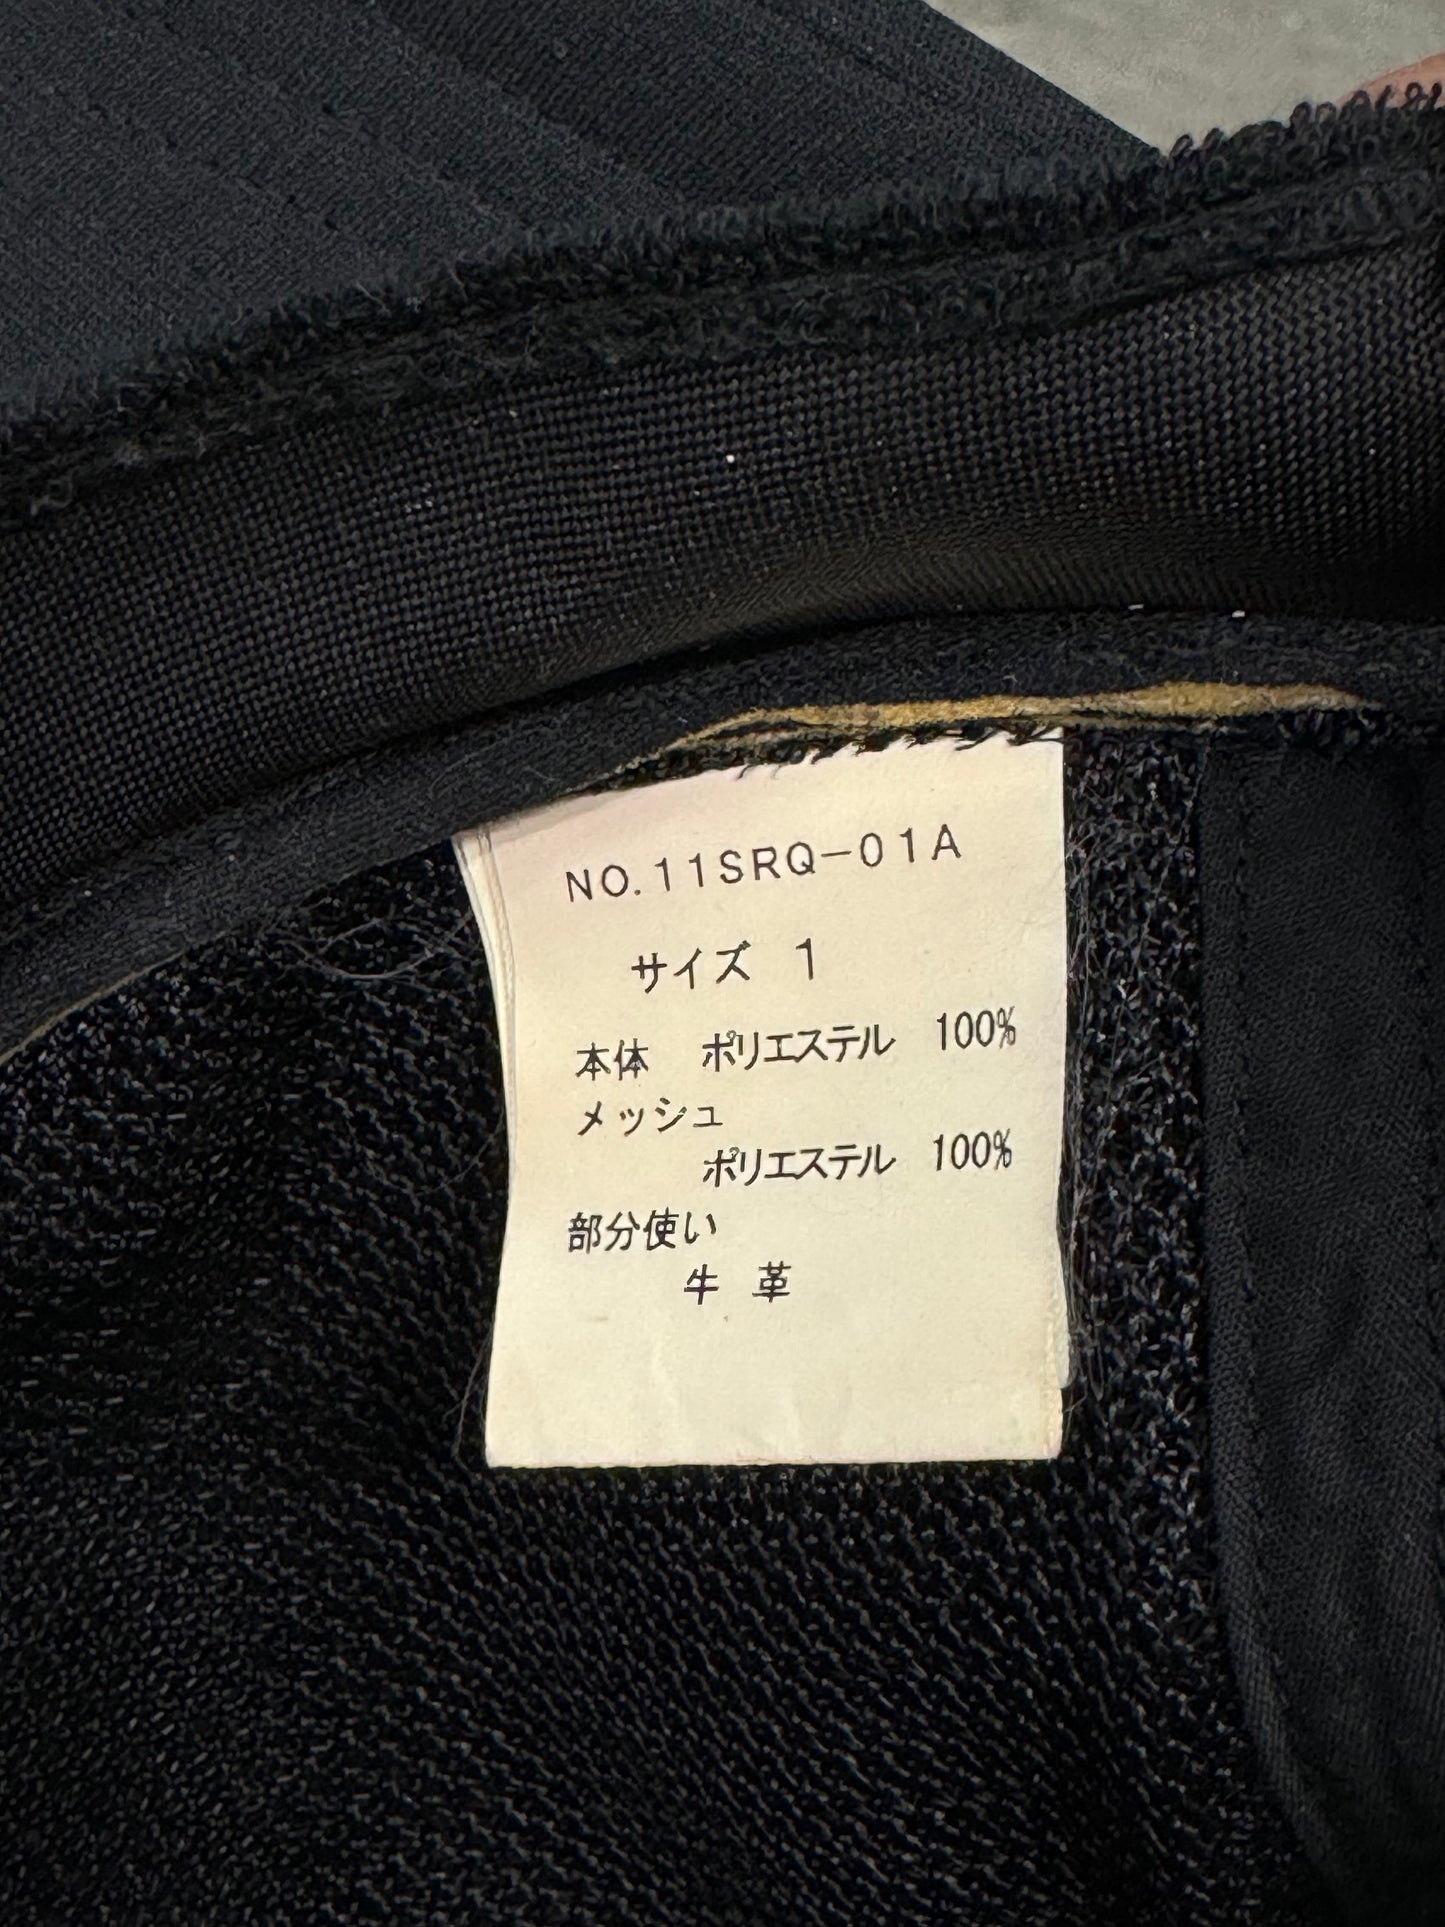 NO.11SRQ-01A
サイズ 1
本体 ポリエステル 100%
メッシュ
ポリエステル 100%
部分使い
牛 革